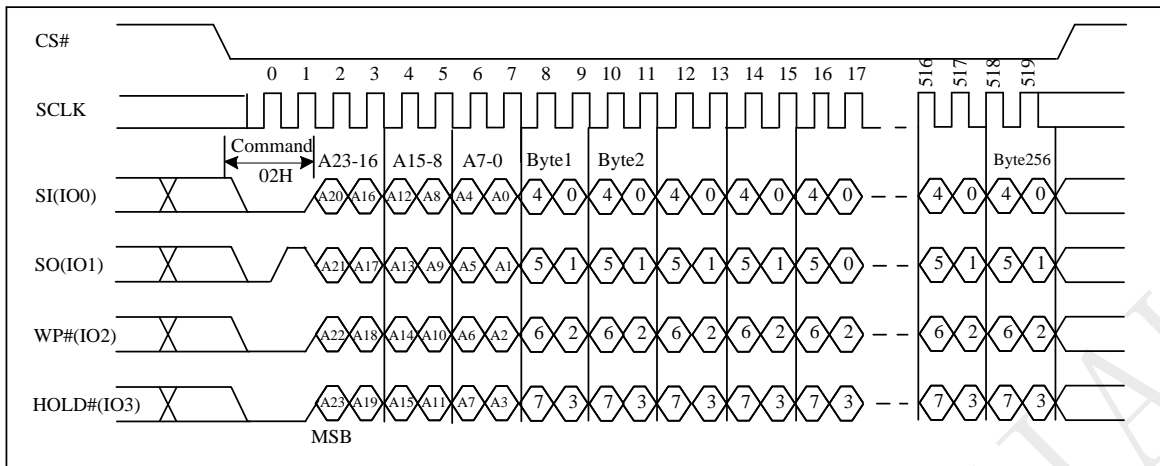 CS#
0 1 2 3 4 5 6 7 8 9 10 11 12 13 14 15 16 17 516 517 518 519
SCLK
Command
02H
A23-16 A15-8 A7-0 Byte1 Byte2 Byte256
SI(IO0) A20 A16 A12 A8 A4 A0 4 0 4 0 4 0 4 0 4 0 4 0 4 0
SO(IO1) A21 A17 A13 A9 A5 A1 5 1 5 1 5 1 5 1 5 0 5 1 5 1
WP#(IO2) A22 A18 A14 A10 A6 A2 6 2 6 2 6 2 6 2 6 2 6 2 6 2
HOLD#(IO3) A23 A19 A15 A11 A7 A3 7 3 7 3 7 3 7 3 7 3 7 3 7 3
MSB